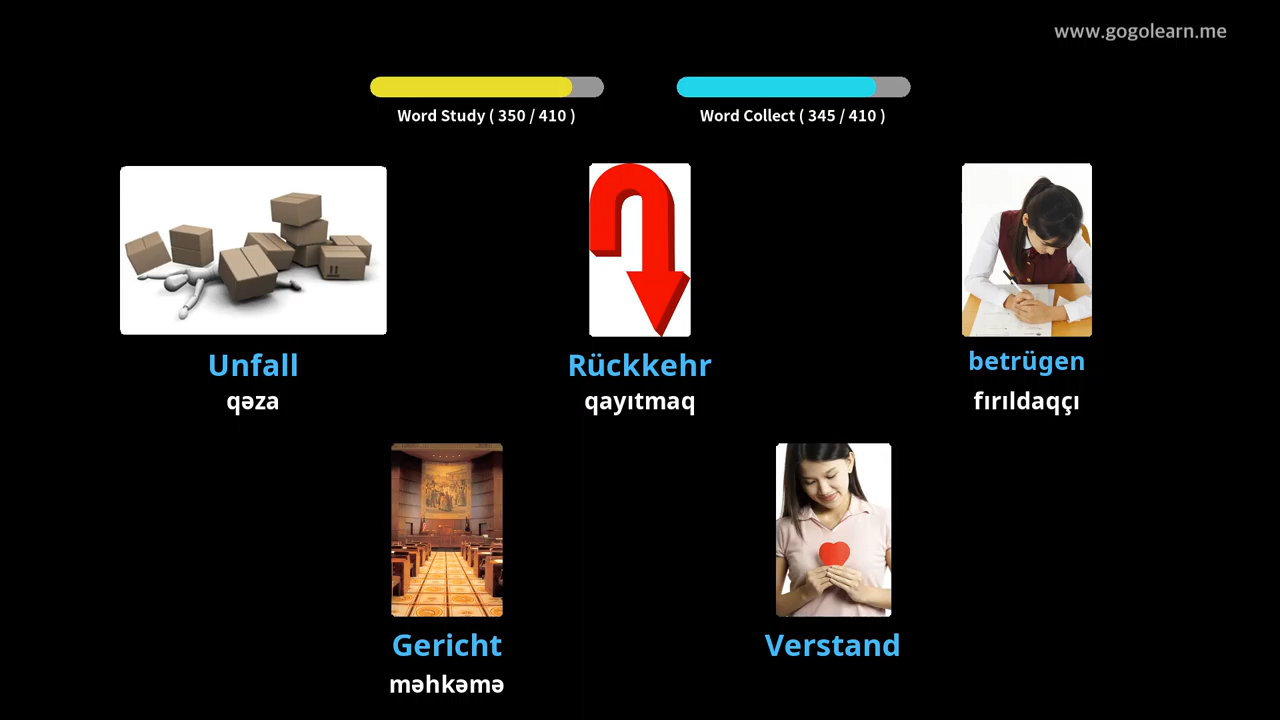 www.gogolearn.me
Word Study ( 350 / 410 )
Word Collect ( 345 / 410 )
Unfall
qəza
Rückkehr
qayıtmaq
betrügen
fırıldaqçı
Gericht
məhkəmə
Verstand